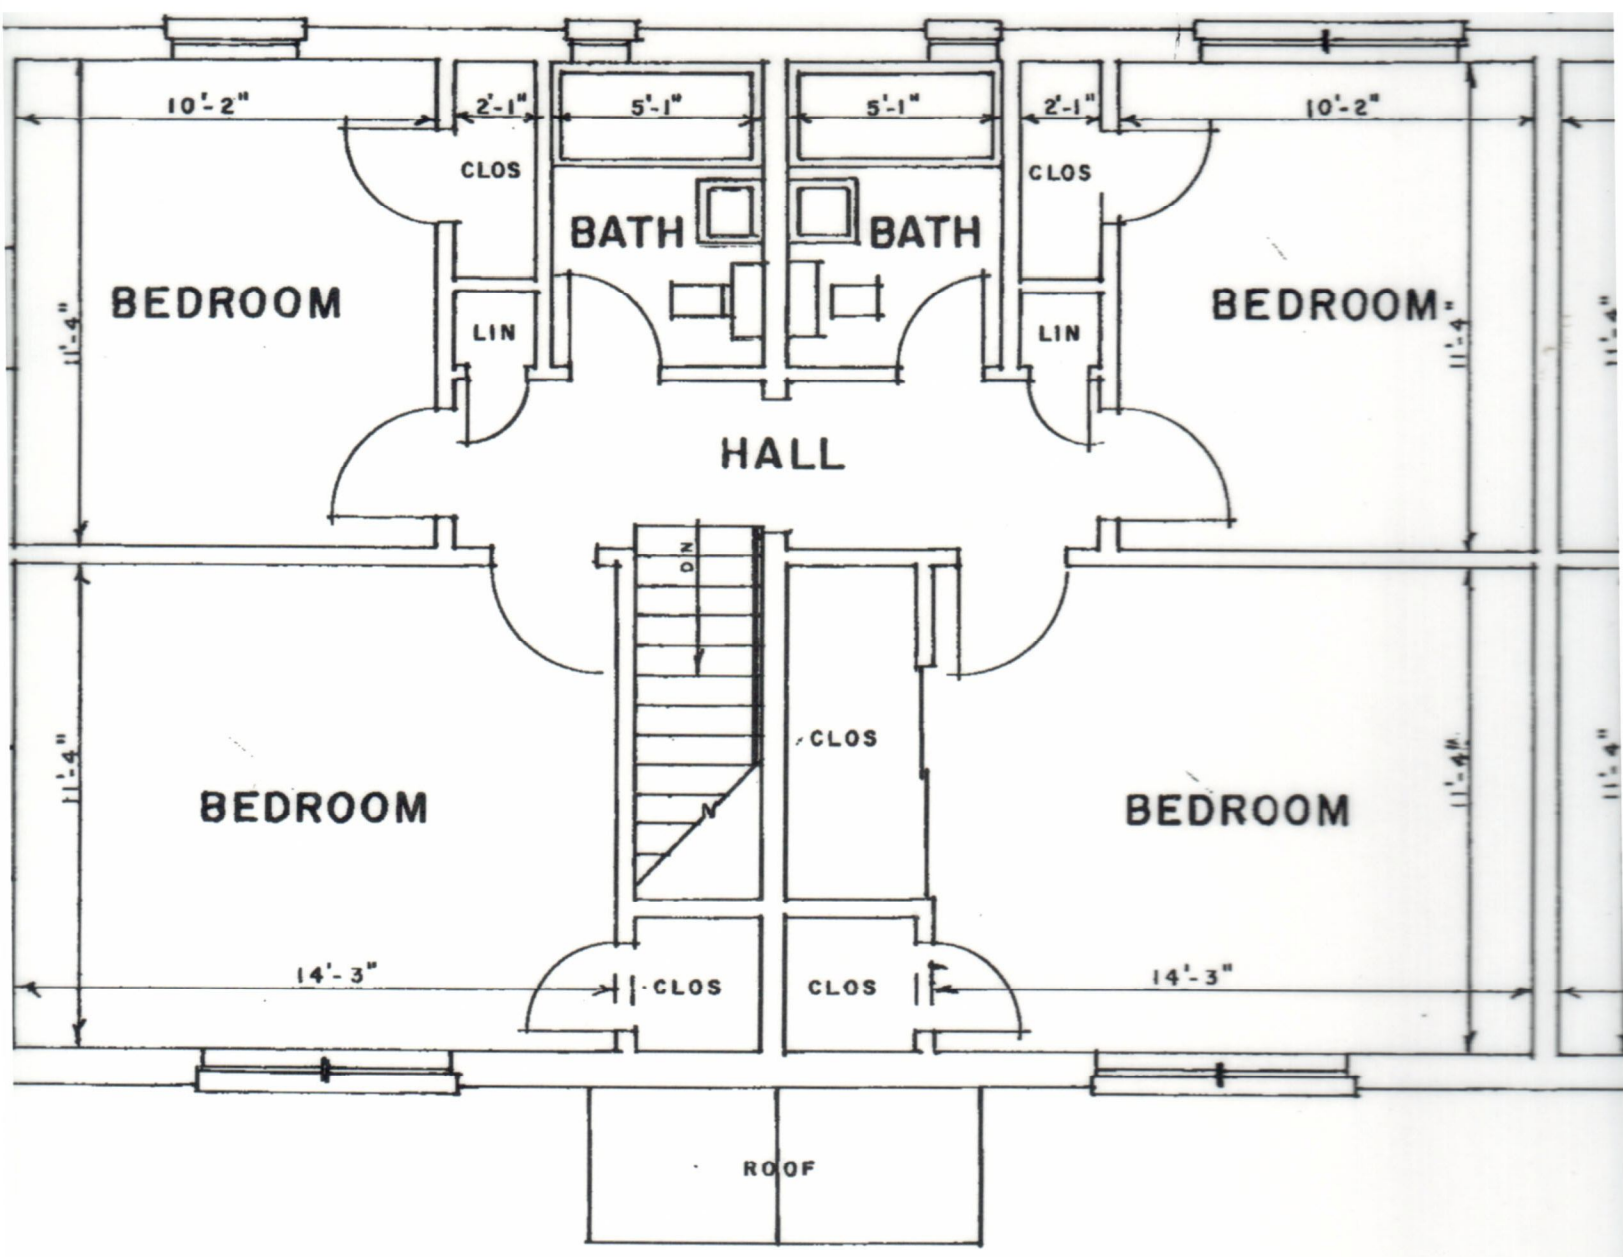 10'-2" 2'-1" 5'-1" 5'-1" 2'-1" 10'-2"
CLOS CLOS
BATH BATH
BEDROOM BEDROOM
11'-4" 11'-4" 11'-4"
LIN LIN
HALL
DN
CLOS
11'-4" 11'-4" 11'-4"
BEDROOM BEDROOM
14'-3" CLOS CLOS 14'-3"
ROOF